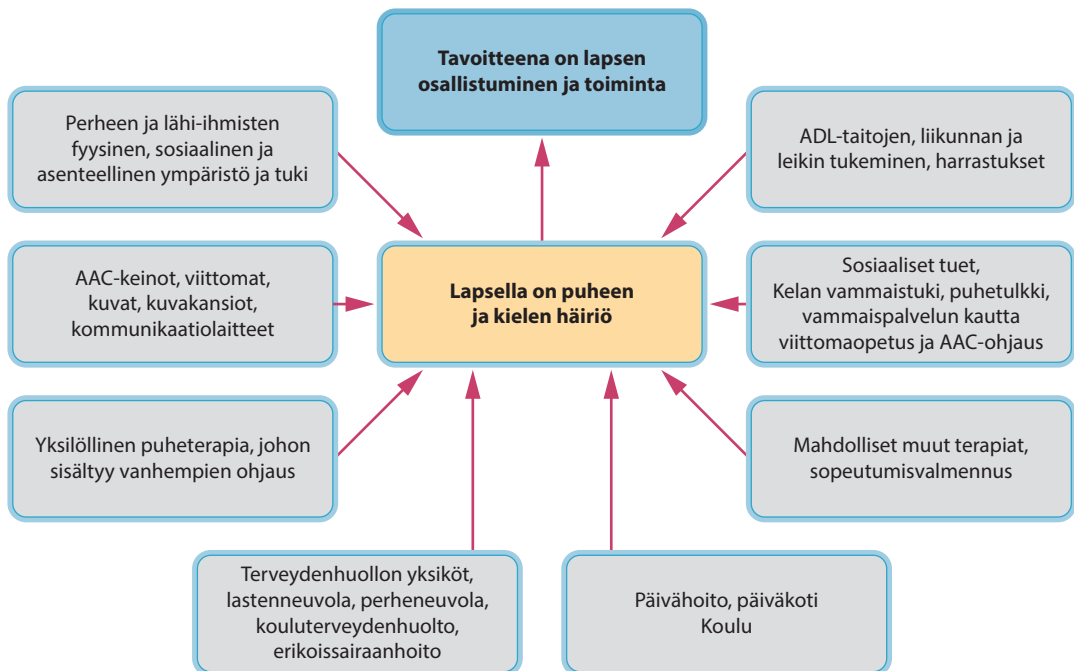 Tavoitteena on lapsen
osallistuminen ja toiminta
Perheen ja lähi-ihmisten
fyysinen, sosiaalinen ja
asenteellinen ympäristö ja tuki
ADL-taitojen, liikunnan ja
leikin tukeminen, harrastukset
AAC-keinot, viittomat,
kuvat, kuvakansiot,
kommunikaatiolaitteet
Lapsella on puheen
ja kielen häiriö
Sosiaaliset tuet,
Kelan vammaistuki, puhetulkki,
vammaispalvelun kautta
viittomaopetus ja AAC-ohjaus
Yksilöllinen puheterapia, johon
sisältyy vanhempien ohjaus
Mahdolliset muut terapiat,
sopeutumisvalmennus
Terveydenhuollon yksiköt,
lastenneuvola, perheneuvola,
kouluterveydenhuolto,
erikoissairaanhoito
Päivähoito, päiväkoti
Koulu